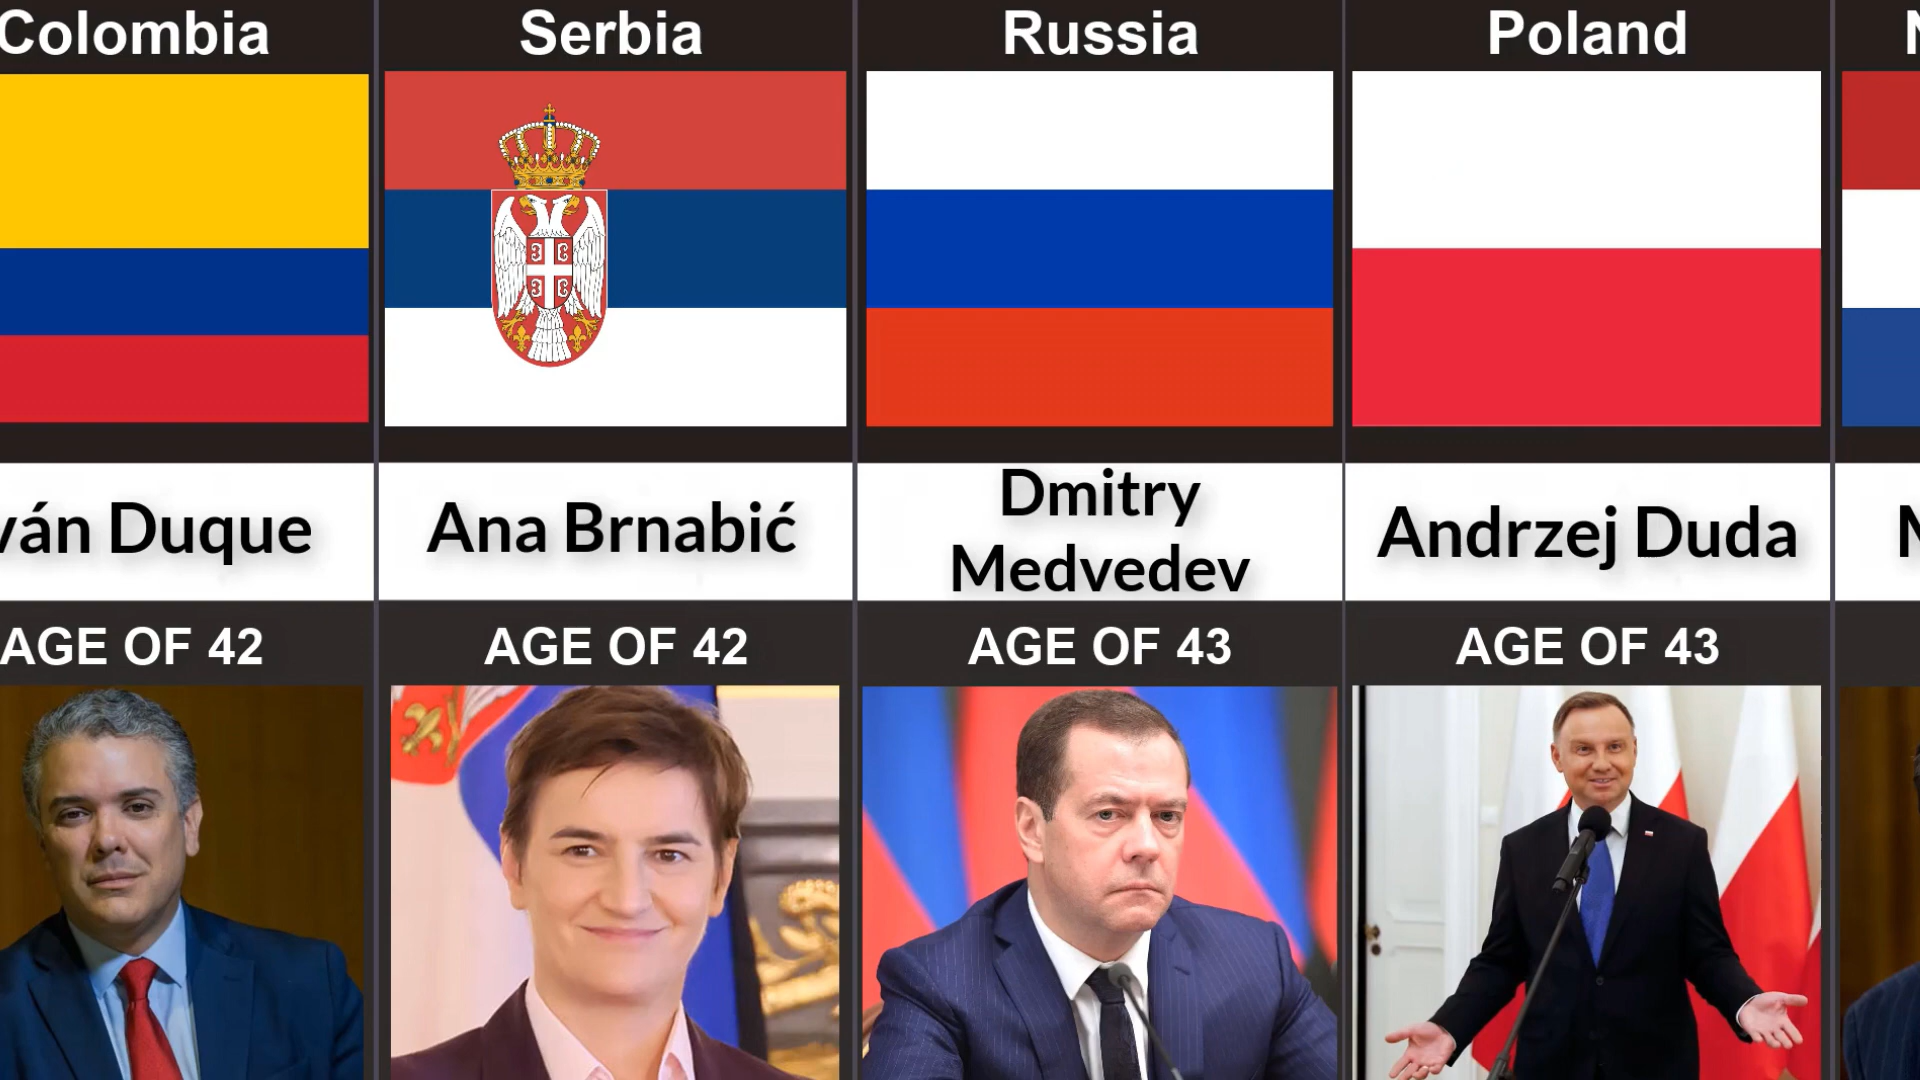 Colombia
Serbia
Russia
Poland
ván Duque
Ana Brnabić
Dmitry
Medvedev
Andrzej Duda
AGE OF 42
AGE OF 42
AGE OF 43
AGE OF 43